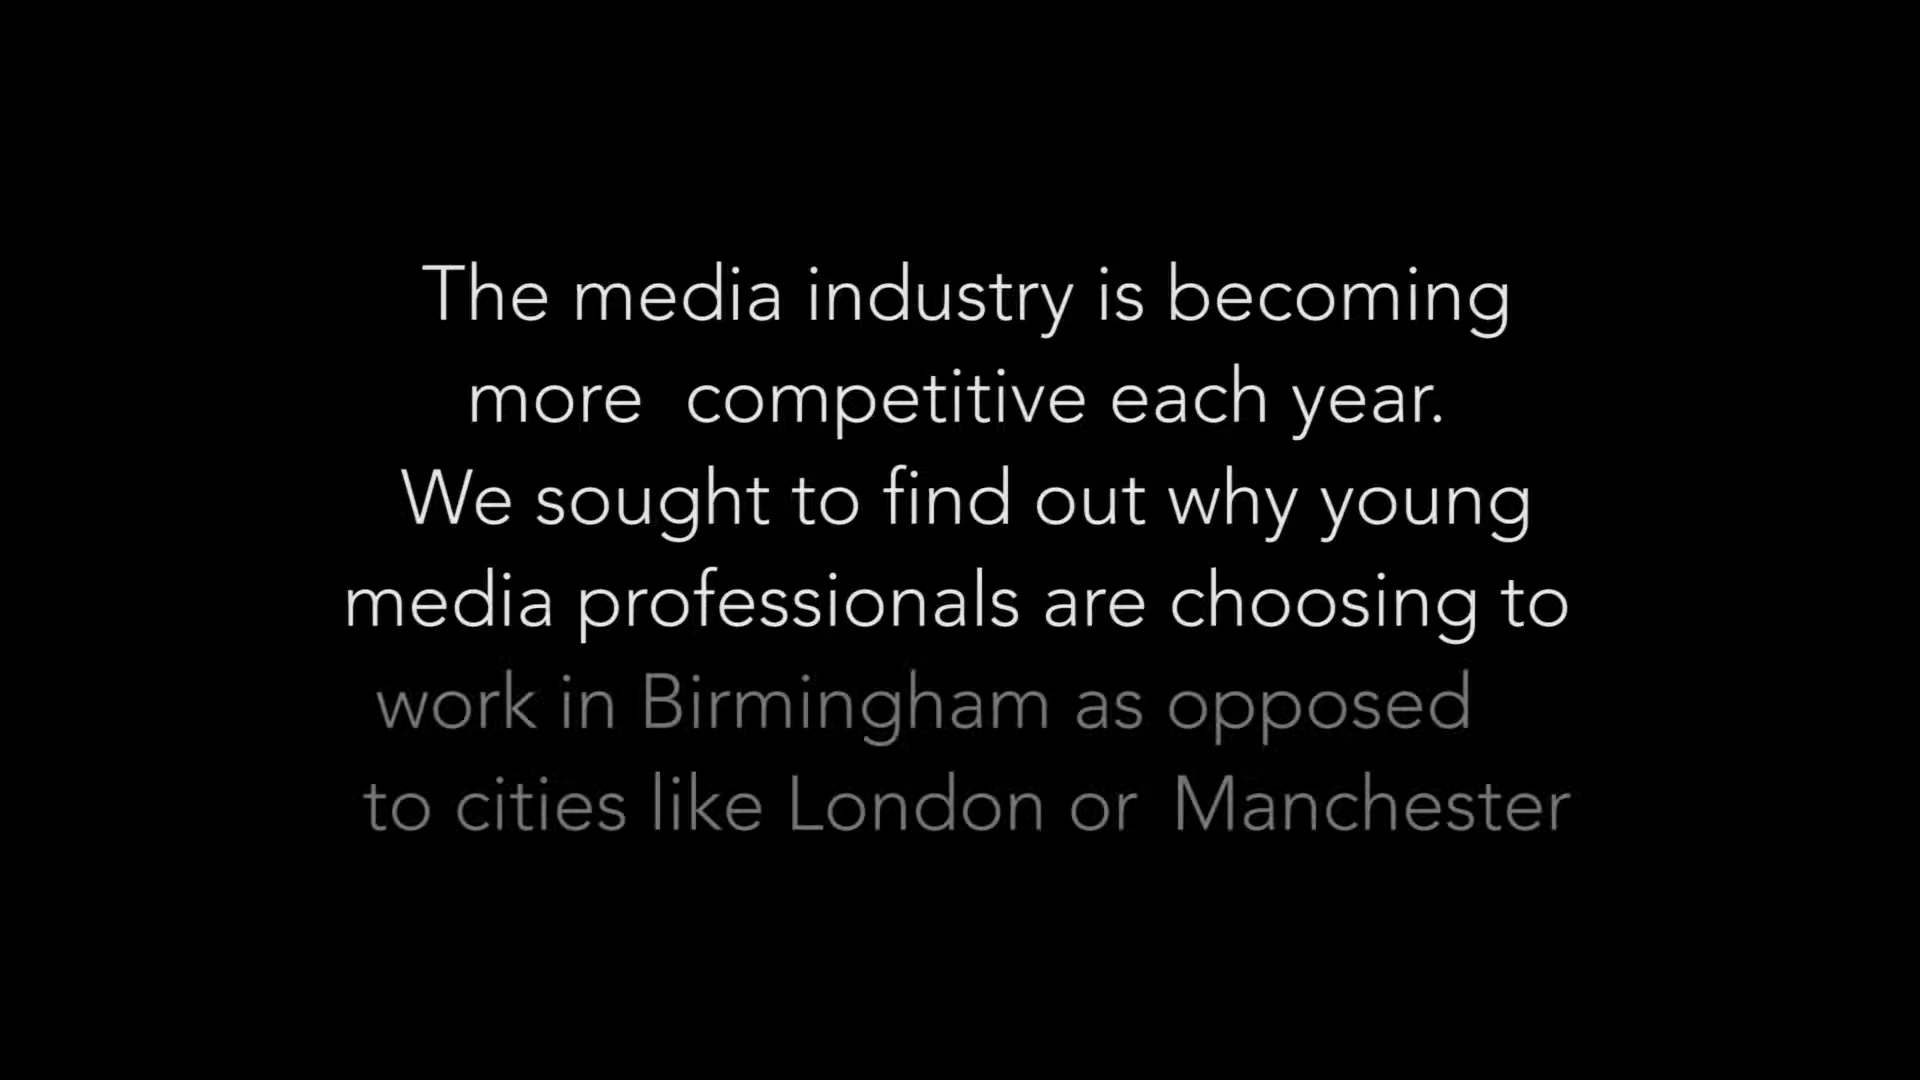 The media industry is becoming
more  competitive each year.
We sought to find out why young
media professionals are choosing to
work in Birmingham as opposed
to cities like London or  Manchester